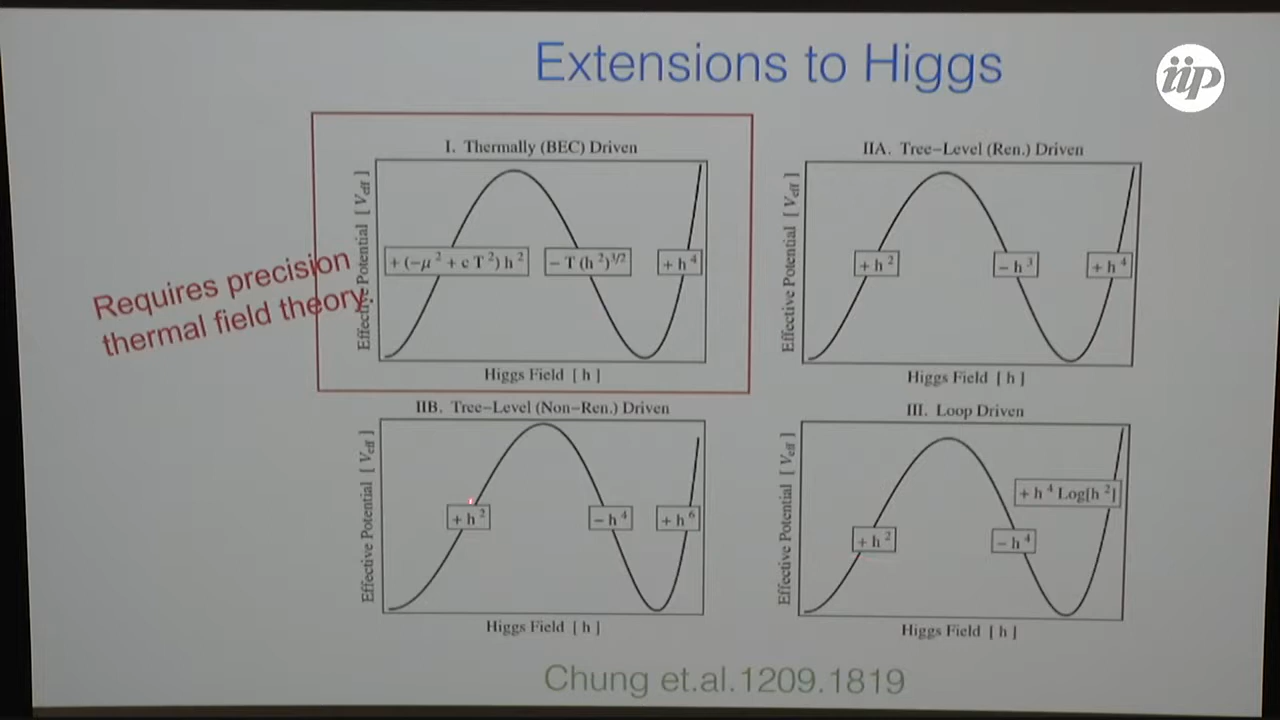 Extensions to Higgs
iip
Requires precision
thermal field theory.
I. Thermally (BEC) Driven
Effective Potential [ V_eff ]
+ (−μ² + c T²) h²
− T (h²)^3/2
+ h⁴
Higgs Field [ h ]
IIA. Tree−Level (Ren.) Driven
Effective Potential [ V_eff ]
+ h²
− h³
+ h⁴
Higgs Field [ h ]
IIB. Tree−Level (Non−Ren.) Driven
Effective Potential [ V_eff ]
+ h²
− h⁴
+ h⁶
Higgs Field [ h ]
III. Loop Driven
Effective Potential [ V_eff ]
+ h²
− h⁴
+ h⁴ Log[h²]
Higgs Field [ h ]
Chung et.al.1209.1819